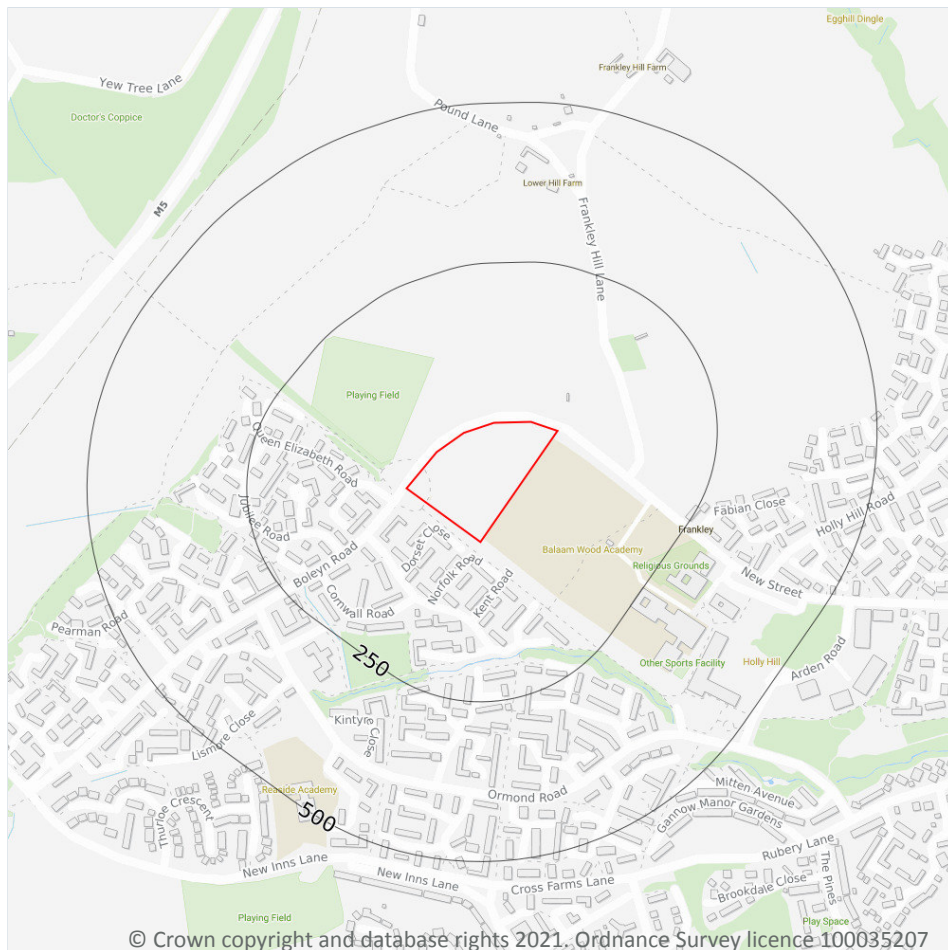 Egghill Dingle
Frankley Hill Farm
Yew Tree Lane
Doctor's Coppice
Pound Lane
Lower Hill Farm
M5
Frankley Hill Lane
Playing Field
Queen Elizabeth Road
Jubilee Road
Fabian Close
Holly Hill Road
Frankley
Dorset Close
Balaam Wood Academy
Boleyn Road
Norfolk Road
Religious Grounds
Kent Road
New Street
Cornwall Road
Pearman Road
250
Other Sports Facility
Holly Hill
Arden Road
Kintyre Close
Lismore Close
Reaside Academy
Ormond Road
Mitten Avenue
Thurloe Crescent
500
Gannow Manor Gardens
Rubery Lane
New Inns Lane
New Inns Lane
Cross Farms Lane
Brookdale Close
The Pines
Playing Field
Play Space
© Crown copyright and database rights 2021. Ordnance Survey licence 100035207